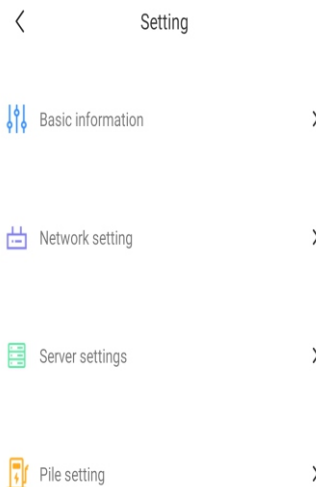 Setting
Basic information
Network setting
Server settings
Pile setting